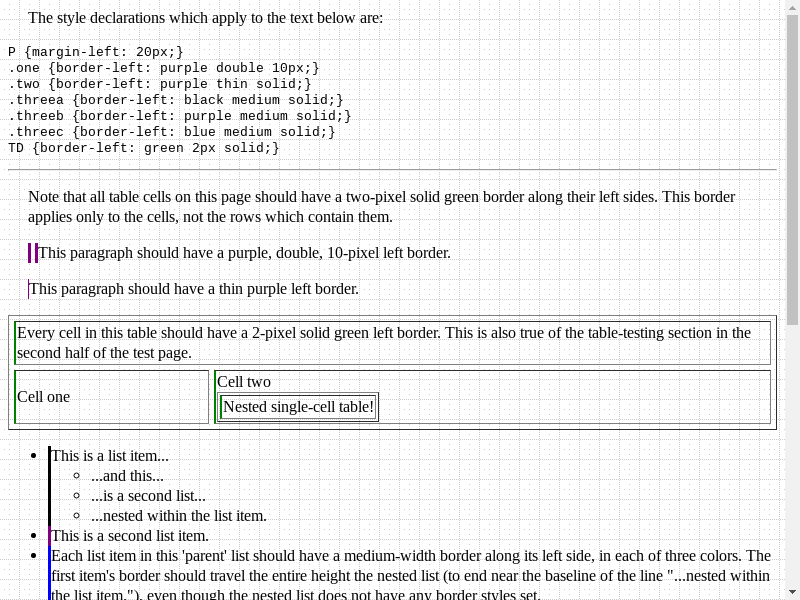 The style declarations which apply to the text below are:
P {margin-left: 20px;}
.one {border-left: purple double 10px;}
.two {border-left: purple thin solid;}
.threea {border-left: black medium solid;}
.threeb {border-left: purple medium solid;}
.threec {border-left: blue medium solid;}
TD {border-left: green 2px solid;}
Note that all table cells on this page should have a two-pixel solid green border along their left sides. This border
applies only to the cells, not the rows which contain them.
This paragraph should have a purple, double, 10-pixel left border.
This paragraph should have a thin purple left border.
Every cell in this table should have a 2-pixel solid green left border. This is also true of the table-testing section in the
second half of the test page.
Cell one
Cell two
Nested single-cell table!
This is a list item...
...and this...
...is a second list...
...nested within the list item.
This is a second list item.
Each list item in this 'parent' list should have a medium-width border along its left side, in each of three colors. The
first item's border should travel the entire height the nested list (to end near the baseline of the line "...nested within
the list item."), even though the nested list does not have any border styles set.